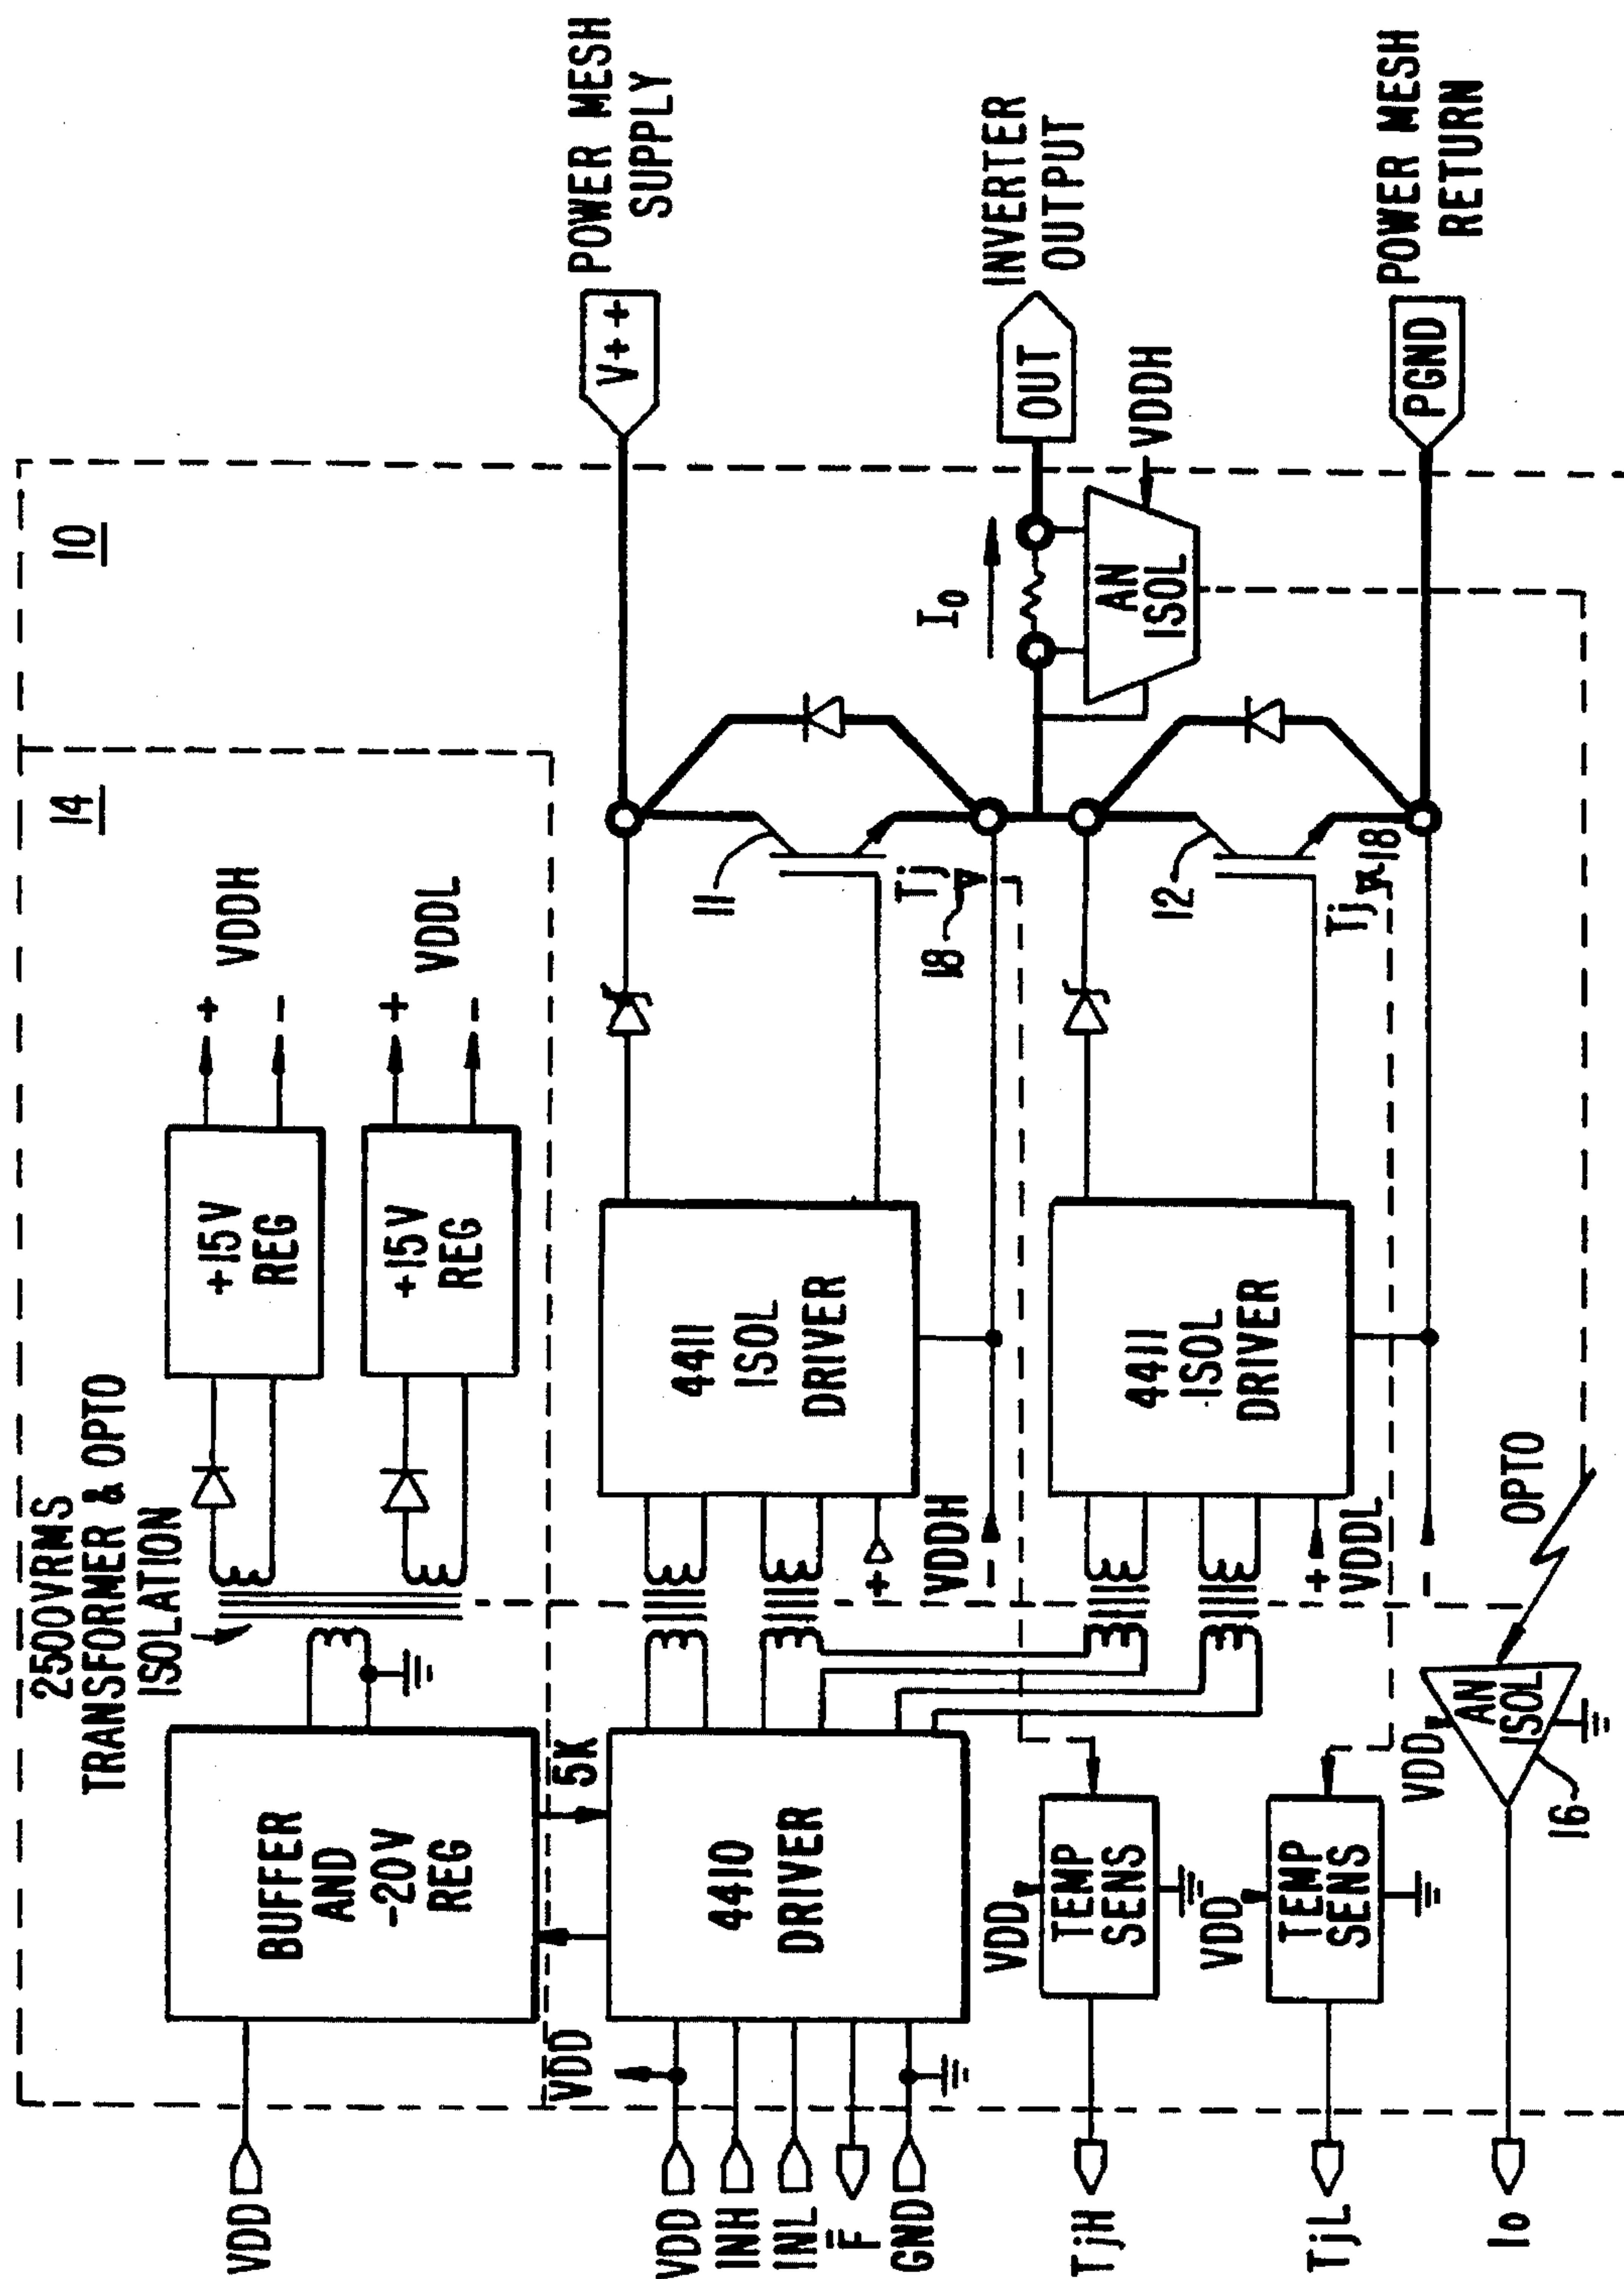 10
14
2500VRMS
TRANSFORMER & OPTO
ISOLATION
+15V
REG
+
-
VDDH
+15V
REG
+
-
VDDL
BUFFER
AND
-20V
REG
VDD
5K
VDD
4410
DRIVER
VDD
INH
INL
F̅
GND
4411
ISOL
DRIVER
+
VDDH
-
11
Tj
18
4411
ISOL
DRIVER
+
VDDL
-
12
Tj
18
V++
POWER MESH
SUPPLY
I₀
OUT
INVERTER
OUTPUT
AN
ISOL
VDDH
PGND
POWER MESH
RETURN
VDD
TEMP
SENS
TjH
VDD
TEMP
SENS
TjL
OPTO
VDD
AN
ISOL
16
I₀